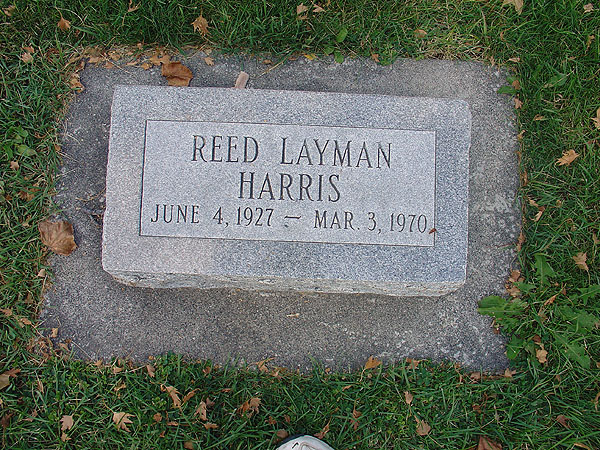 REED LAYMAN
HARRIS
JUNE 4, 1927 — MAR. 3, 1970